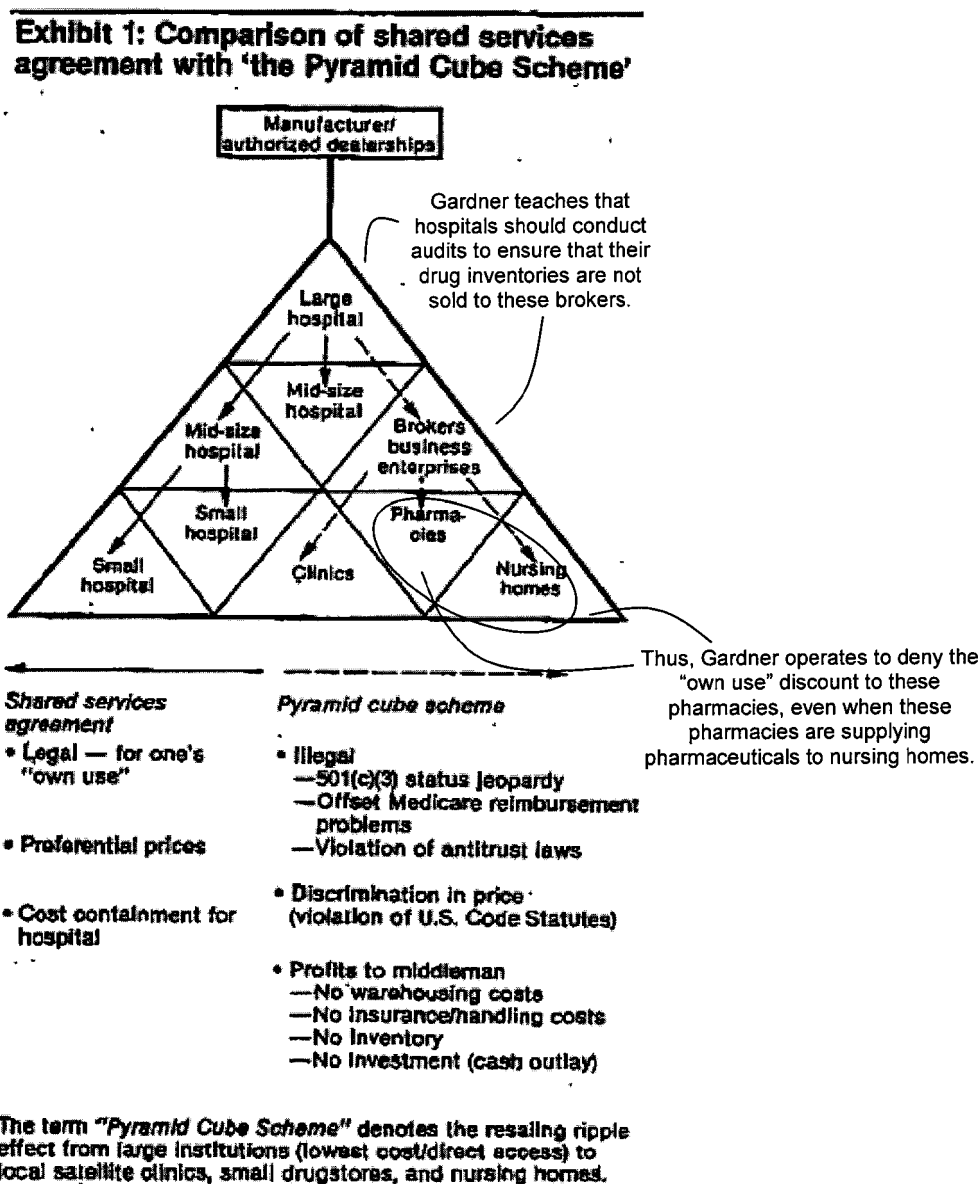 Exhibit 1: Comparison of shared services
agreement with 'the Pyramid Cube Scheme'
Manufacturer/
authorized dealerships
Gardner teaches that
hospitals should conduct
audits to ensure that their
drug inventories are not
sold to these brokers.
Large
hospital
Mid-size
hospital
Mid-size
hospital
Brokers
business
enterprises
Small
hospital
Pharma-
cies
Small
hospital
Clinics
Nursing
homes
Thus, Gardner operates to deny the
"own use" discount to these
pharmacies, even when these
pharmacies are supplying
pharmaceuticals to nursing homes.
Shared services
agreement
• Legal — for one's
"own use"
• Preferential prices
• Cost containment for
hospital
Pyramid cube scheme
• Illegal
—501(c)(3) status jeopardy
—Offset Medicare reimbursement
problems
—Violation of antitrust laws
• Discrimination in price
(violation of U.S. Code Statutes)
• Profits to middleman
—No warehousing costs
—No insurance/handling costs
—No inventory
—No investment (cash outlay)
The term "Pyramid Cube Scheme" denotes the resaling ripple
effect from large institutions (lowest cost/direct access) to
local satellite clinics, small drugstores, and nursing homes.